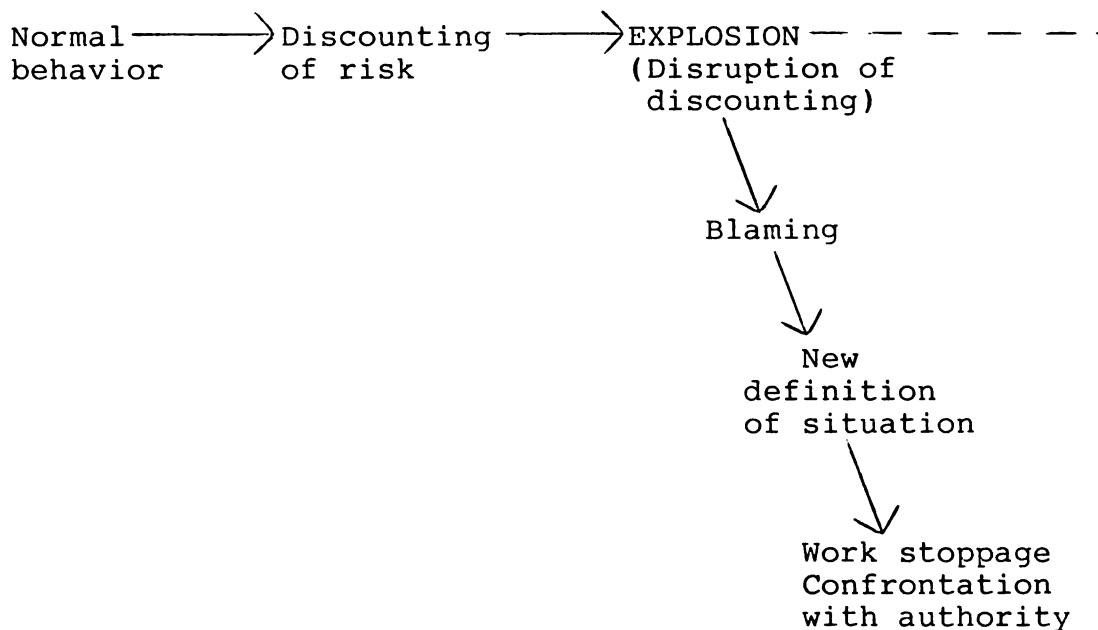 Normal
behavior
Discounting
of risk
EXPLOSION
(Disruption of
discounting)
Blaming
New
definition
of situation
Work stoppage
Confrontation
with authority